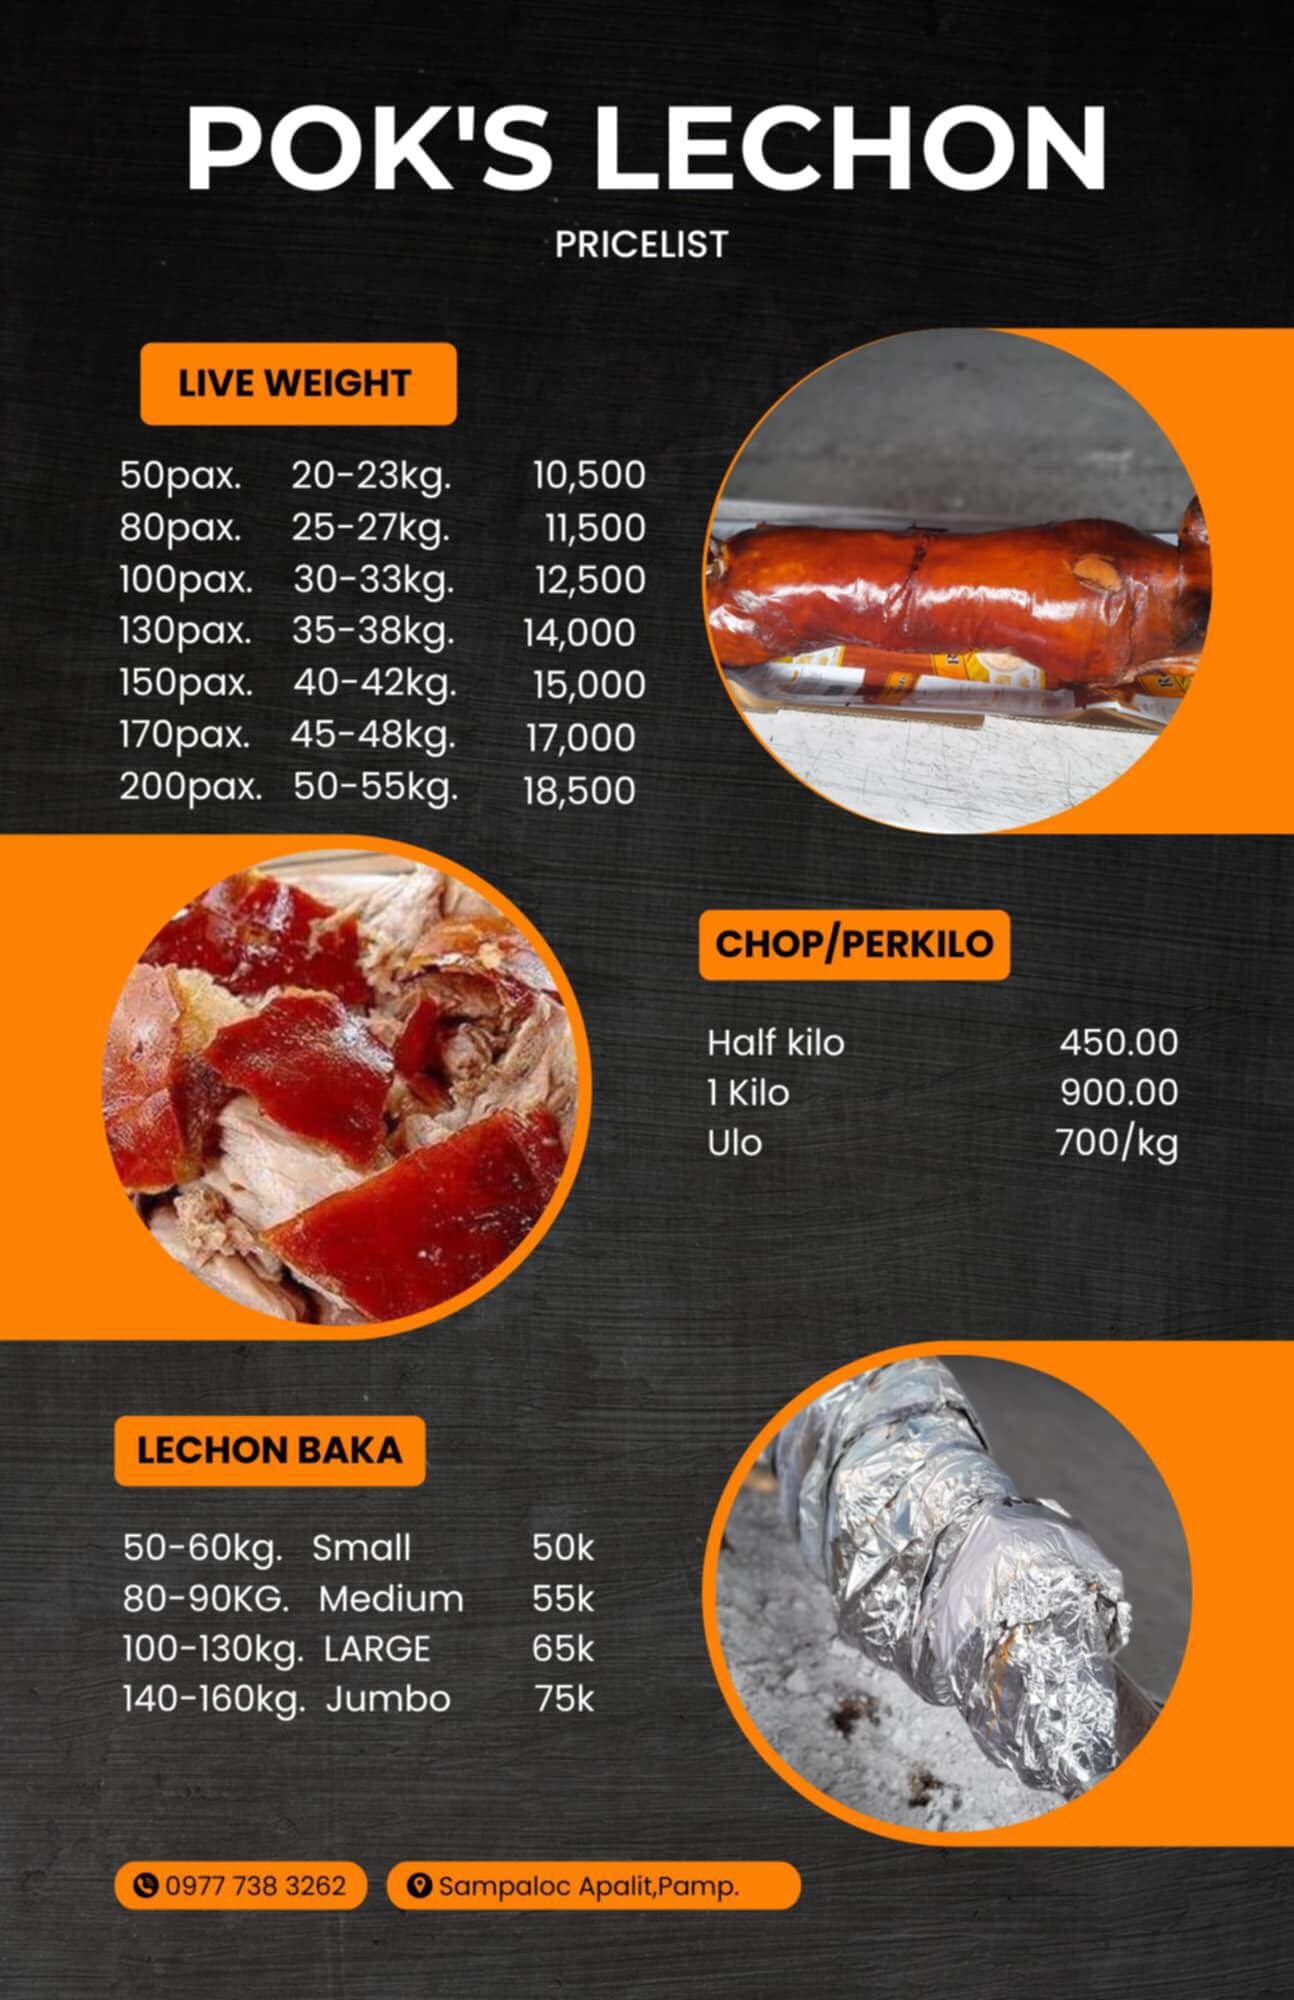 POK'S LECHON
PRICELIST
LIVE WEIGHT
50pax. 20-23kg. 10,500
80pax. 25-27kg. 11,500
100pax. 30-33kg. 12,500
130pax. 35-38kg. 14,000
150pax. 40-42kg. 15,000
170pax. 45-48kg. 17,000
200pax. 50-55kg. 18,500
CHOP/PERKILO
Half kilo 450.00
1 Kilo 900.00
Ulo 700/kg
LECHON BAKA
50-60kg. Small 50k
80-90KG. Medium 55k
100-130kg. LARGE 65k
140-160kg. Jumbo 75k
0977 738 3262
Sampaloc Apalit,Pamp.